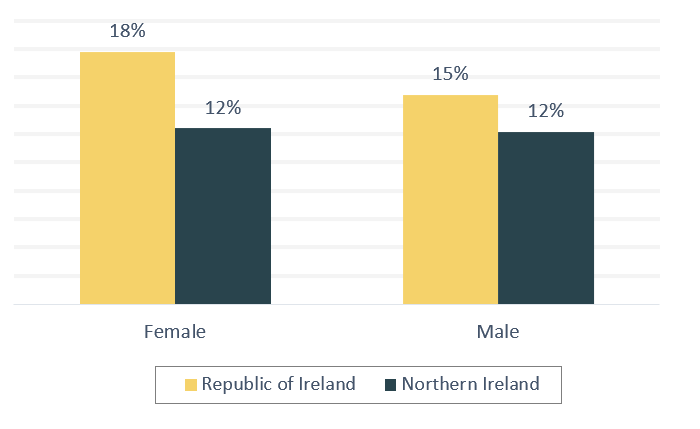 18%
15%
12%
12%
Female
Male
Republic of Ireland
Northern Ireland